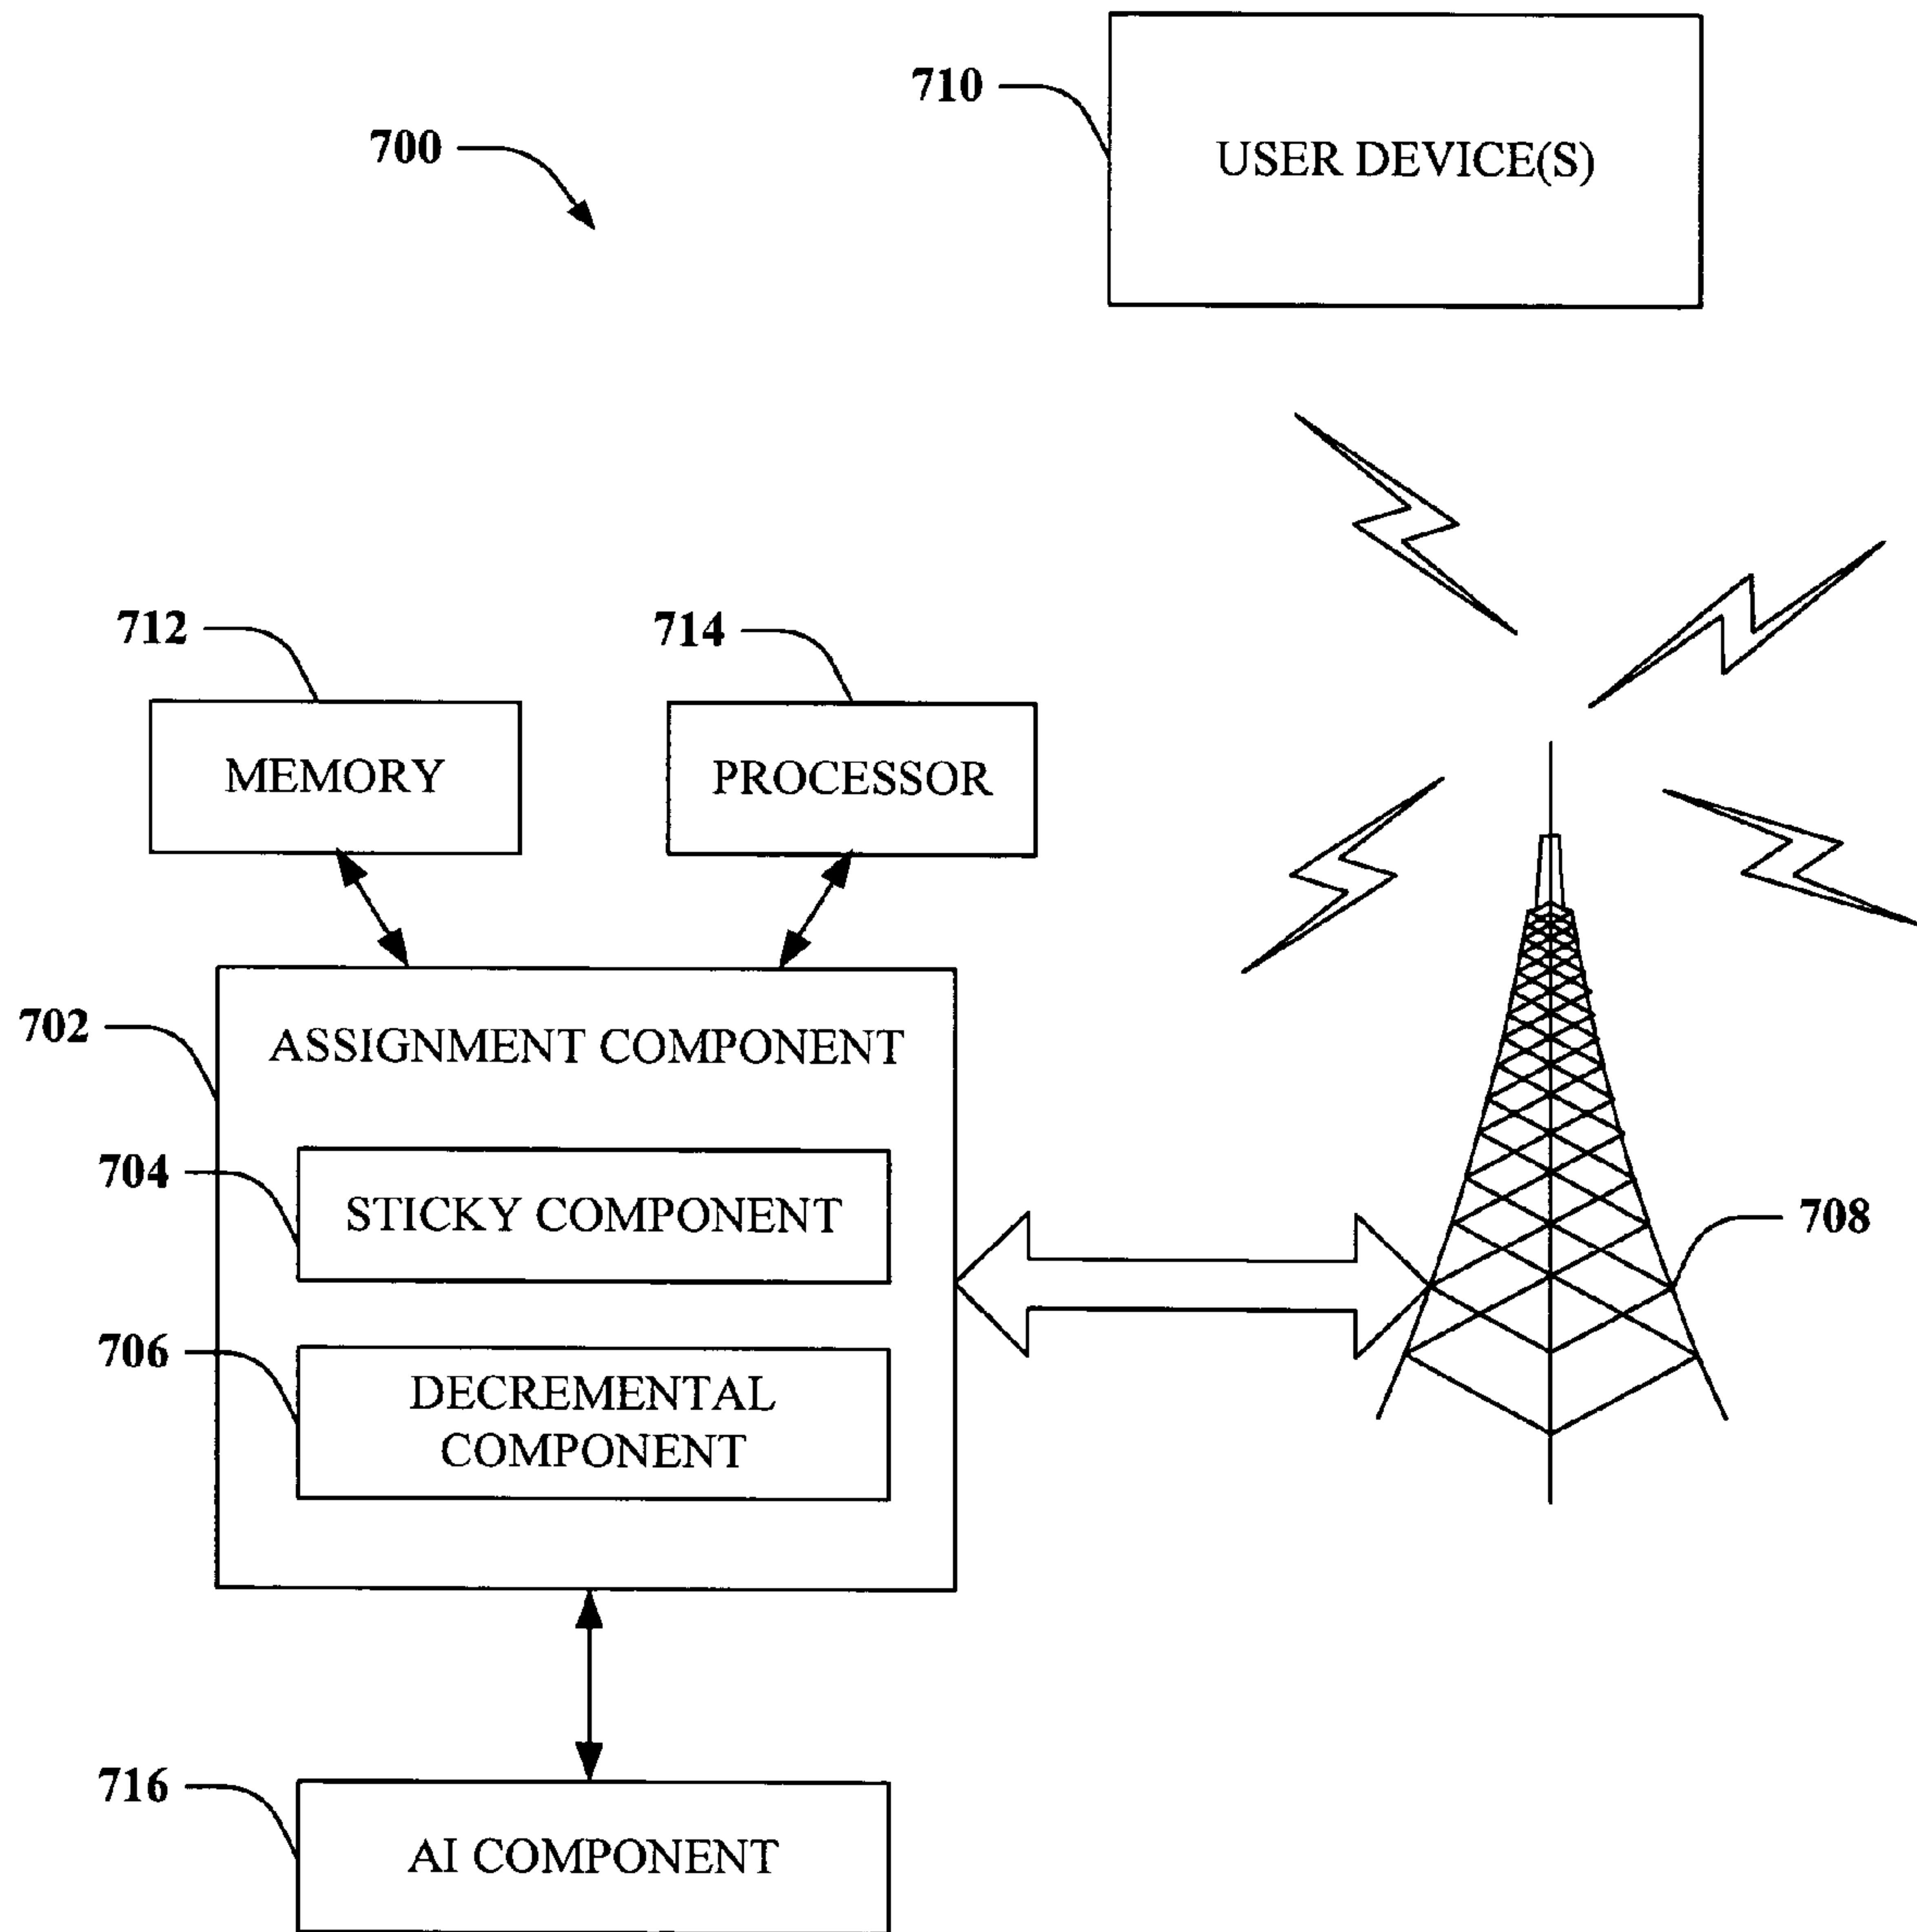 710
USER DEVICE(S)
700
712
714
MEMORY
PROCESSOR
702
ASSIGNMENT COMPONENT
704
STICKY COMPONENT
708
706
DECREMENTAL
COMPONENT
716
AI COMPONENT